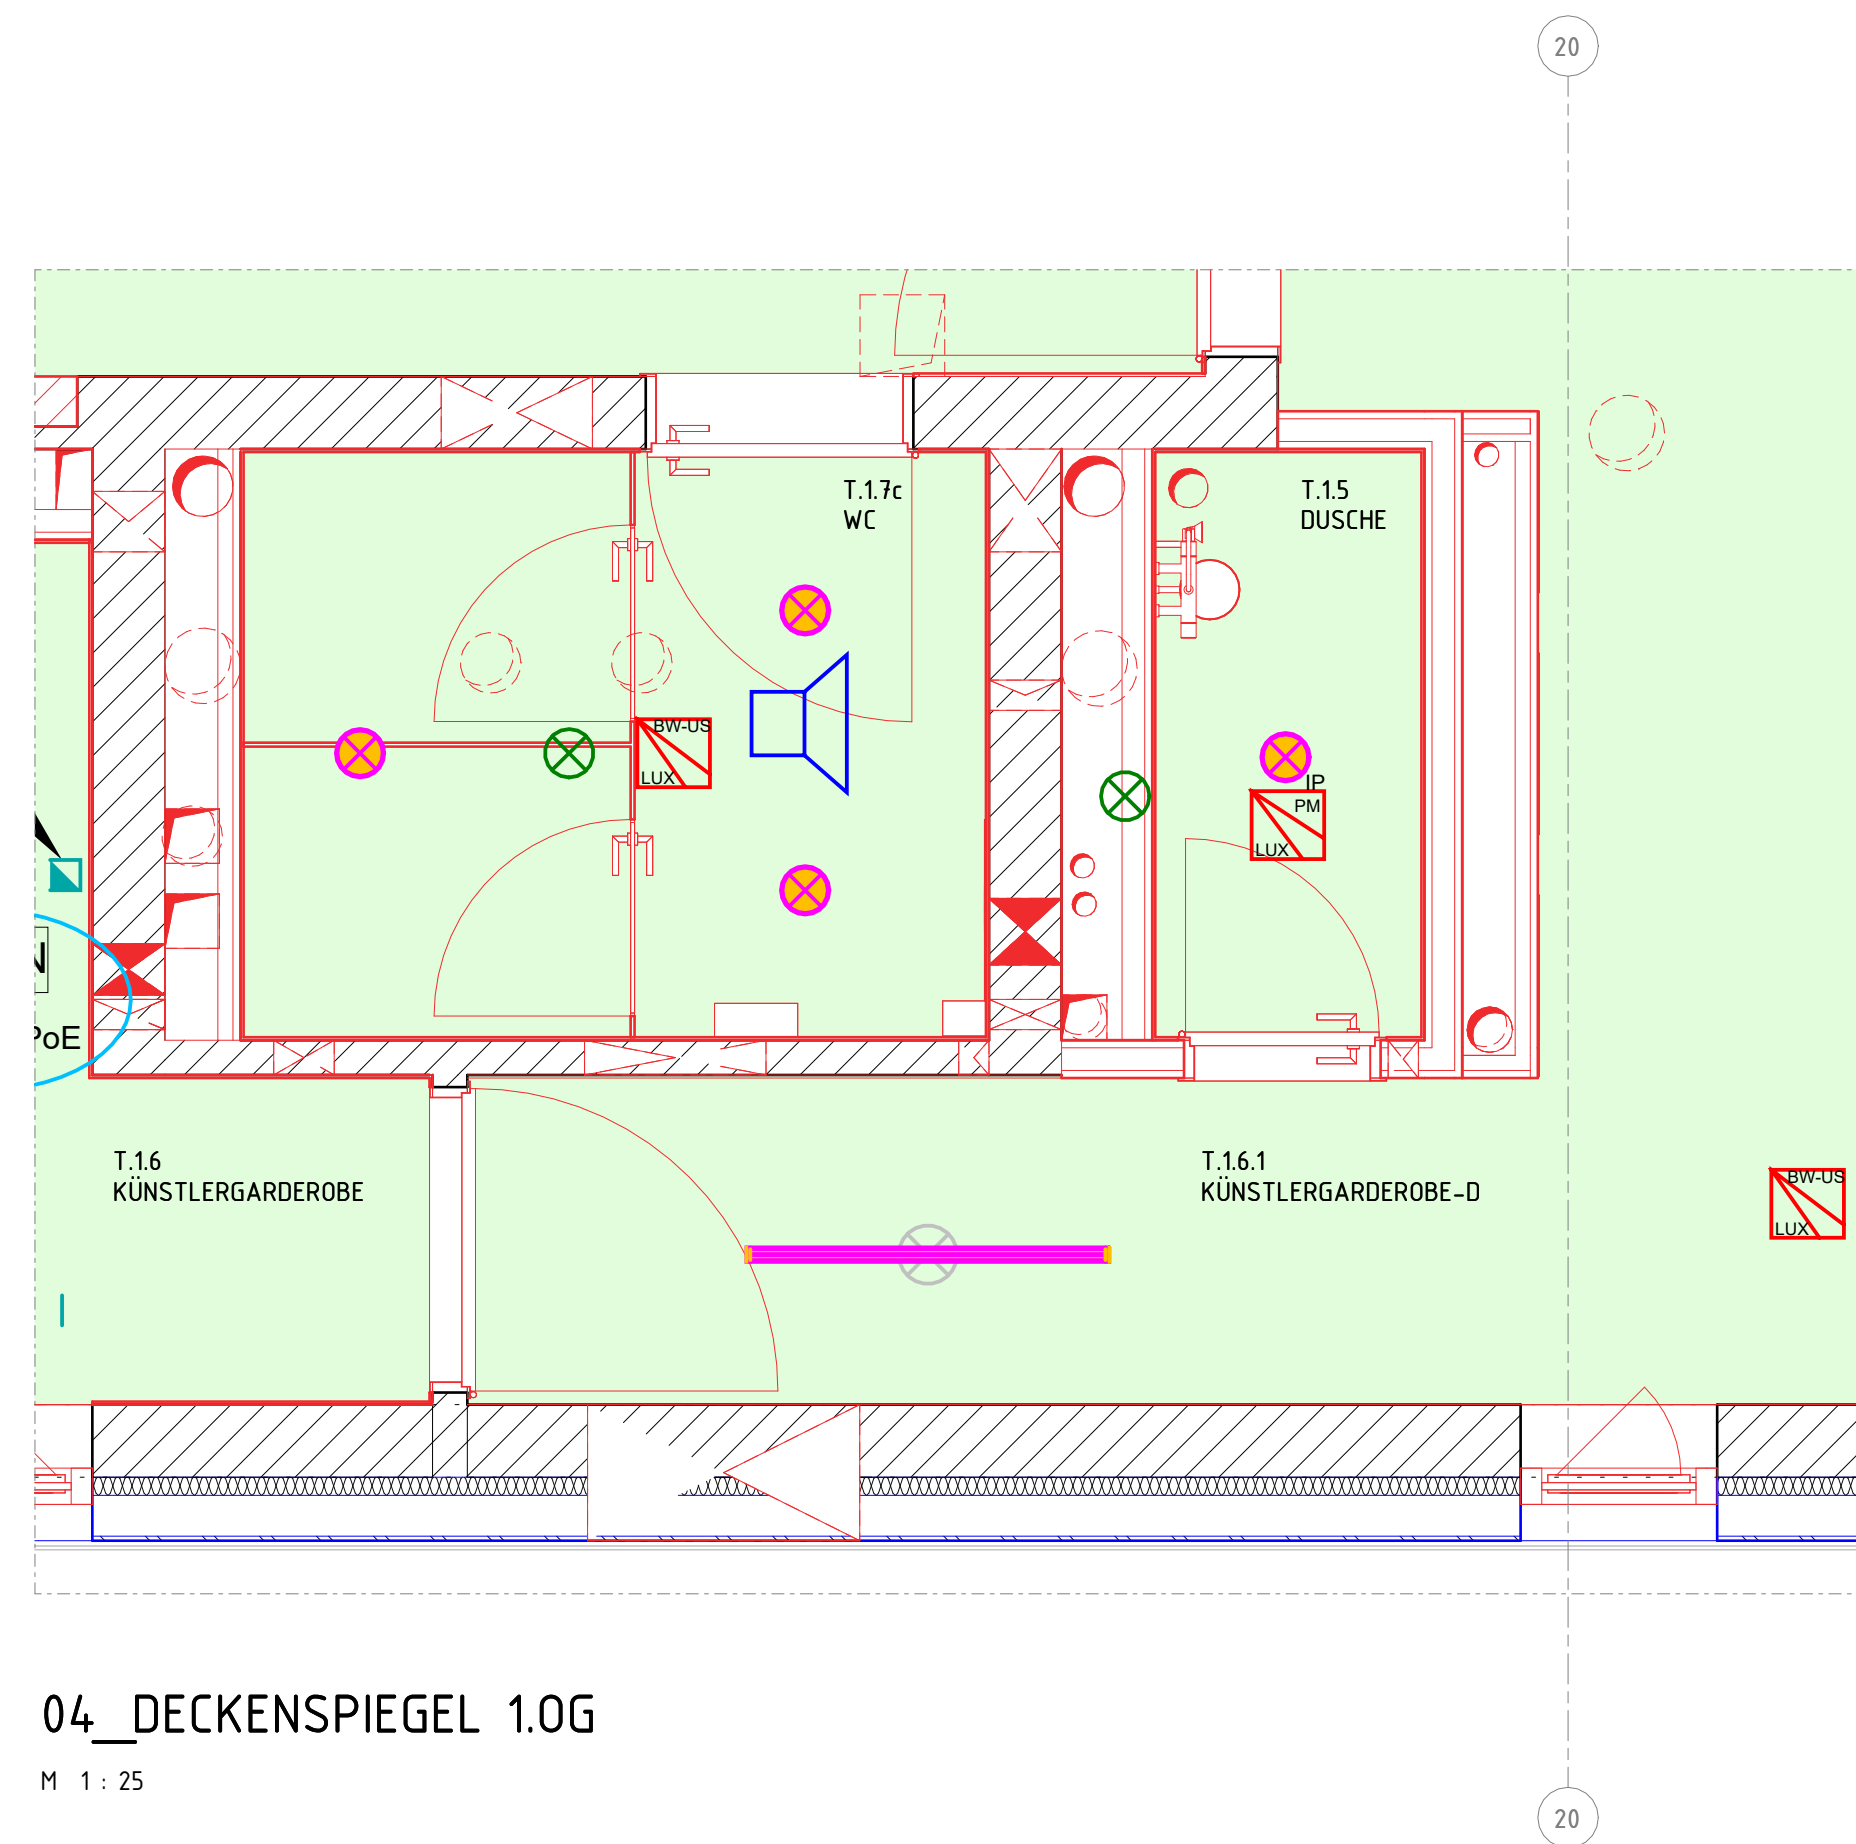 20
T.1.7c
WC
T.1.5
DUSCHE
BW-US
LUX
IP
PM
LUX
N
PoE
T.1.6
KÜNSTLERGARDEROBE
T.1.6.1
KÜNSTLERGARDEROBE-D
BW-US
LUX
04_DECKENSPIEGEL 1.OG
M 1 : 25
20